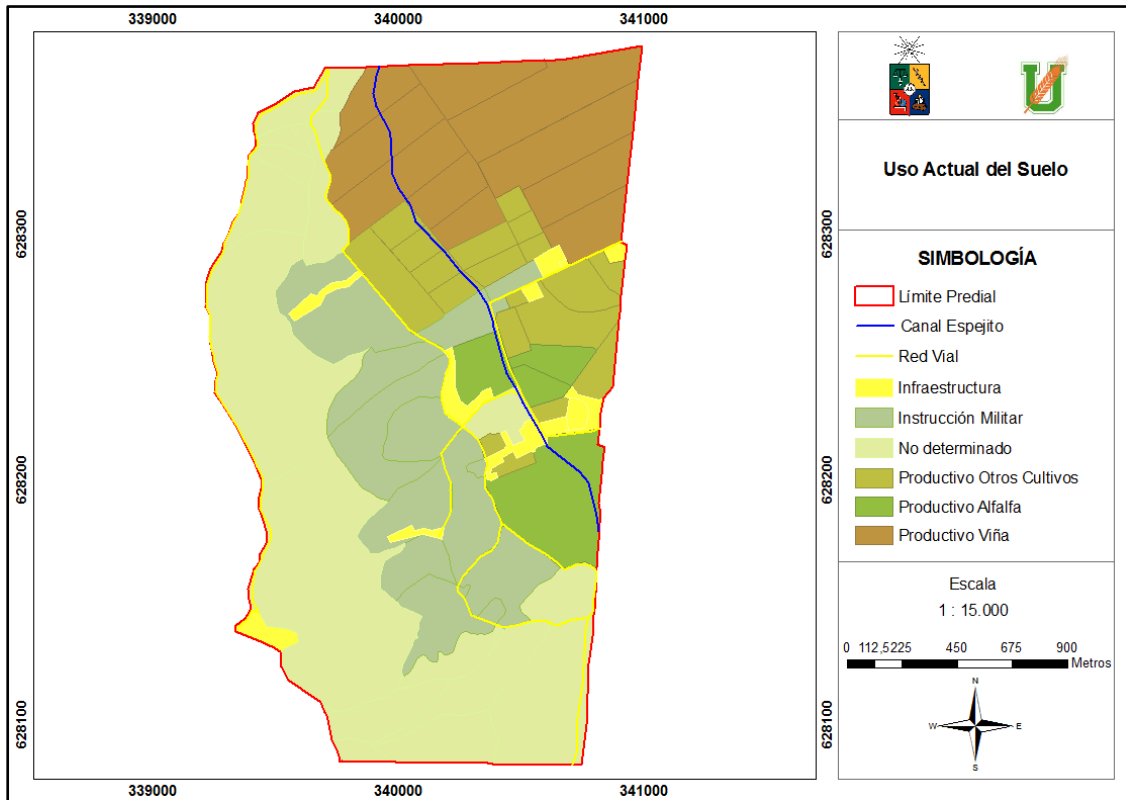 339000 340000 341000
628300
628200
628100
628300
628200
628100
339000 340000 341000
U
Uso Actual del Suelo
SIMBOLOGÍA
Límite Predial
Canal Espejito
Red Vial
Infraestructura
Instrucción Militar
No determinado
Productivo Otros Cultivos
Productivo Alfalfa
Productivo Viña
Escala
1 : 15.000
0 112,5225 450 675 900
Metros
N
W E
S